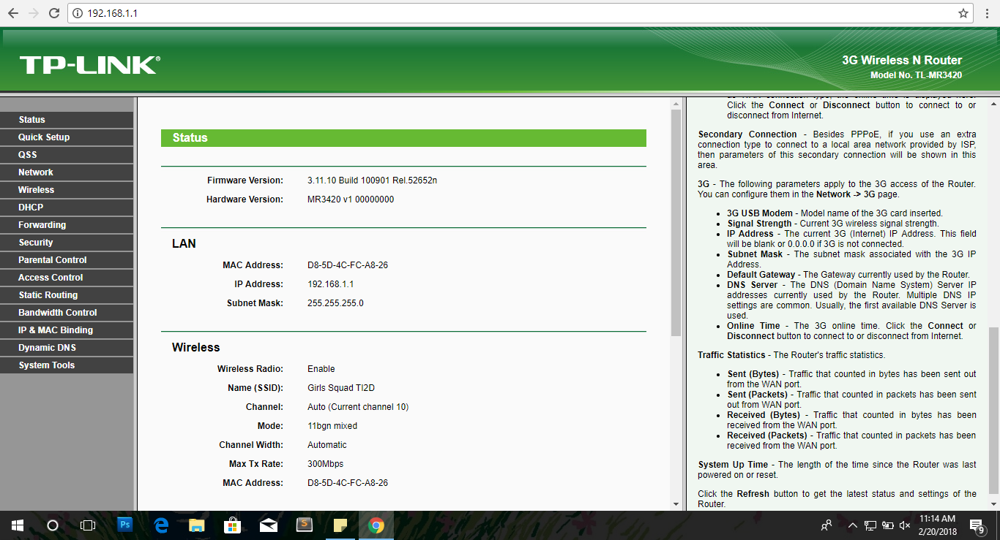 192.168.1.1
TP-LINK®
3G Wireless N Router
Model No. TL-MR3420
Status
Quick Setup
QSS
Network
Wireless
DHCP
Forwarding
Security
Parental Control
Access Control
Static Routing
Bandwidth Control
IP & MAC Binding
Dynamic DNS
System Tools
Status
Firmware Version: 3.11.10 Build 100901 Rel.52652n
Hardware Version: MR3420 v1 00000000
LAN
MAC Address: D8-5D-4C-FC-A8-26
IP Address: 192.168.1.1
Subnet Mask: 255.255.255.0
Wireless
Wireless Radio: Enable
Name (SSID): Girls Squad TI2D
Channel: Auto (Current channel 10)
Mode: 11bgn mixed
Channel Width: Automatic
Max Tx Rate: 300Mbps
MAC Address: D8-5D-4C-FC-A8-26
Click the Connect or Disconnect button to connect to or
disconnect from Internet.
Secondary Connection - Besides PPPoE, if you use an extra
connection type to connect to a local area network provided by ISP,
then parameters of this secondary connection will be shown in this
area.
3G - The following parameters apply to the 3G access of the Router.
You can configure them in the Network -> 3G page.
• 3G USB Modem - Model name of the 3G card inserted.
• Signal Strength - Current 3G wireless signal strength.
• IP Address - The current 3G (Internet) IP Address. This field
will be blank or 0.0.0.0 if 3G is not connected.
• Subnet Mask - The subnet mask associated with the 3G IP
Address.
• Default Gateway - The Gateway currently used by the Router.
• DNS Server - The DNS (Domain Name System) Server IP
addresses currently used by the Router. Multiple DNS IP
settings are common. Usually, the first available DNS Server is
used.
• Online Time - The 3G online time. Click the Connect or
Disconnect button to connect to or disconnect from Internet.
Traffic Statistics - The Router's traffic statistics.
• Sent (Bytes) - Traffic that counted in bytes has been sent out
from the WAN port.
• Sent (Packets) - Traffic that counted in packets has been sent
out from WAN port.
• Received (Bytes) - Traffic that counted in bytes has been
received from the WAN port.
• Received (Packets) - Traffic that counted in packets has been
received from the WAN port.
System Up Time - The length of the time since the Router was last
powered on or reset.
Click the Refresh button to get the latest status and settings of the
Router.
Ps
S
11:14 AM
2/20/2018
9